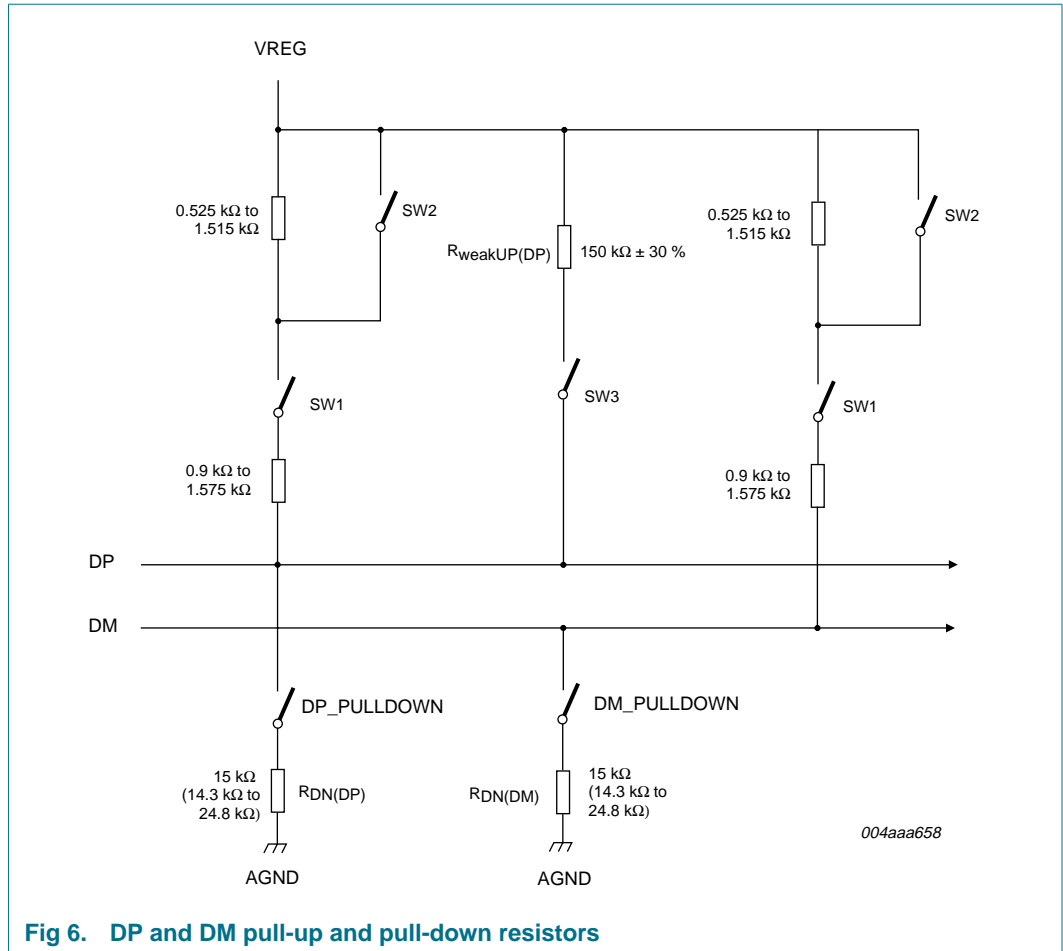 VREG
0.525 kΩ to
1.515 kΩ
SW2
RweakUP(DP)
150 kΩ ± 30 %
0.525 kΩ to
1.515 kΩ
SW2
SW1
SW3
SW1
0.9 kΩ to
1.575 kΩ
0.9 kΩ to
1.575 kΩ
DP
DM
DP_PULLDOWN
DM_PULLDOWN
15 kΩ
(14.3 kΩ to
24.8 kΩ)
RDN(DP)
RDN(DM)
15 kΩ
(14.3 kΩ to
24.8 kΩ)
004aaa658
AGND
AGND
Fig 6. DP and DM pull-up and pull-down resistors